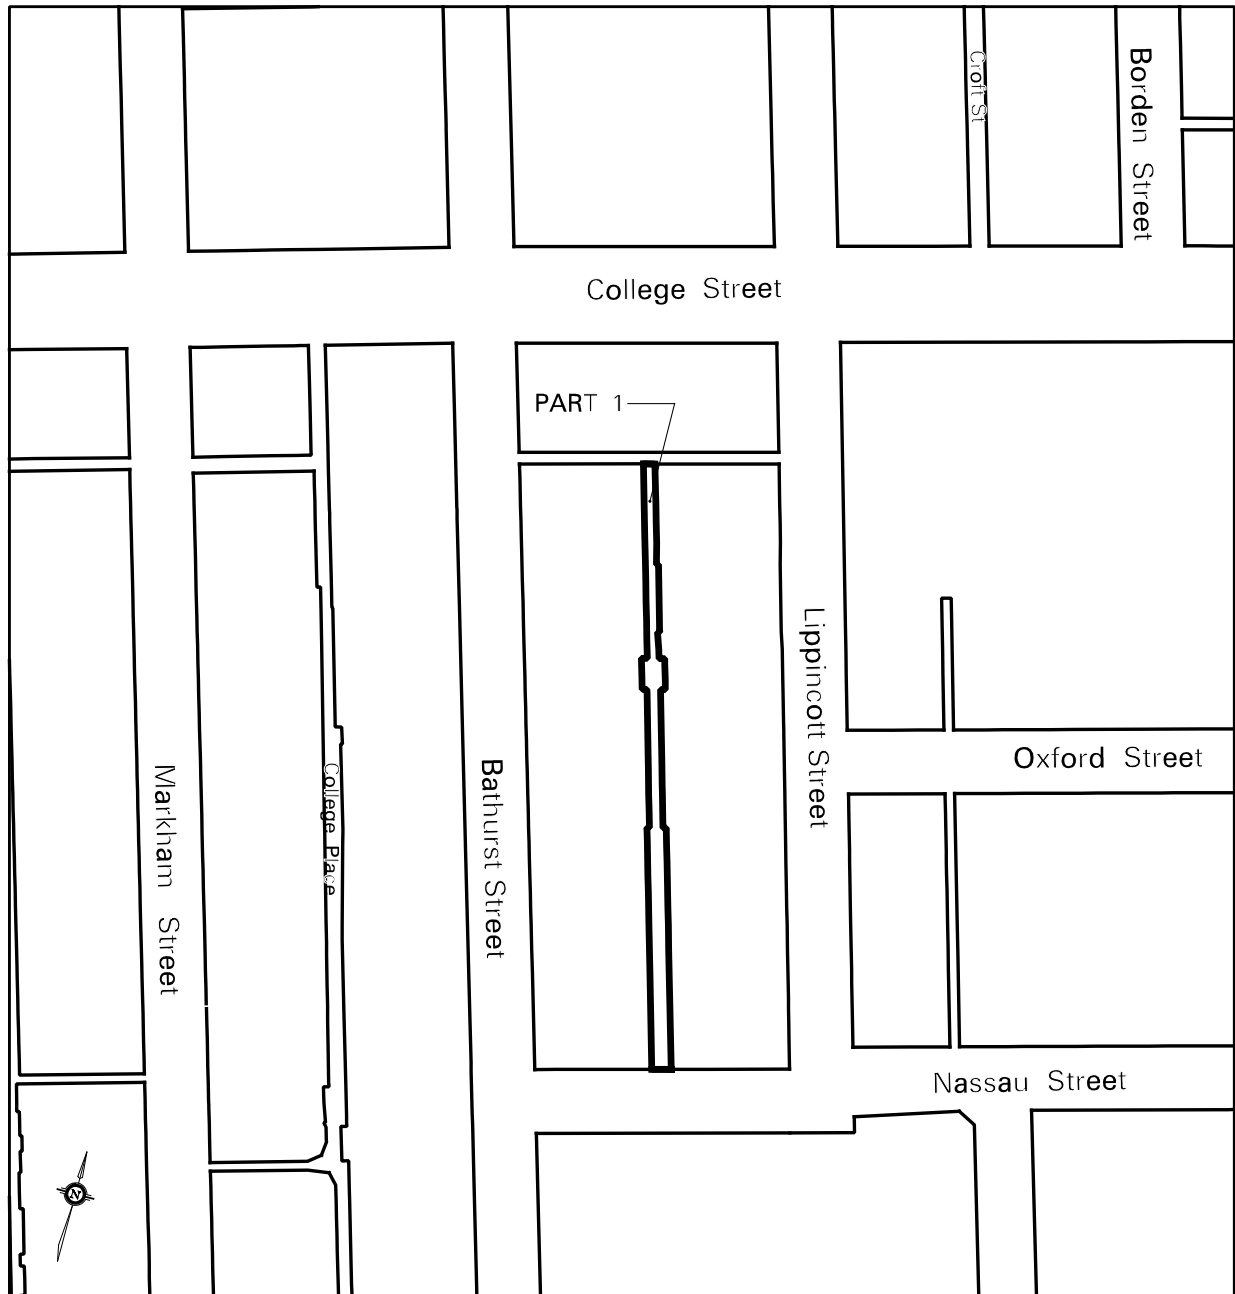 Croft St
Borden Street
College Street
PART 1
Lippincott Street
Oxford Street
Markham Street
College Place
Bathurst Street
Nassau Street
N